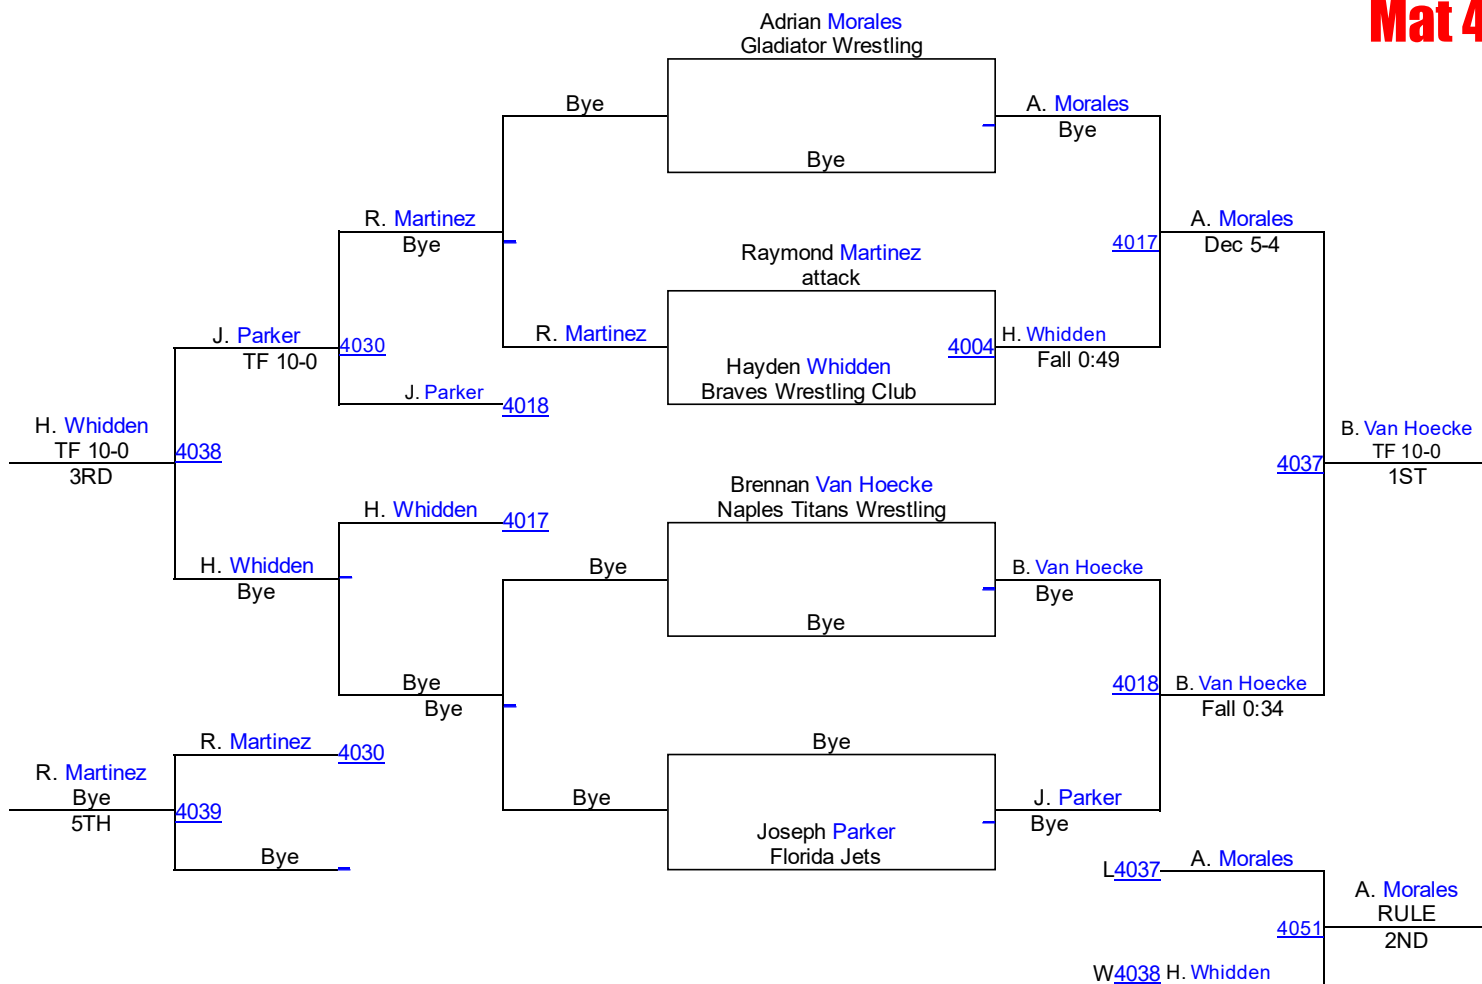 Mat 4
Adrian Morales
Gladiator Wrestling
Bye
Bye
A. Morales
Bye
R. Martinez
Bye
Raymond Martinez
attack
R. Martinez
Hayden Whidden
Braves Wrestling Club
4004
H. Whidden
Fall 0:49
4017
A. Morales
Dec 5-4
J. Parker
TF 10-0
4030
J. Parker
4018
H. Whidden
TF 10-0
3RD
4038
4037
B. Van Hoecke
TF 10-0
1ST
Brennan Van Hoecke
Naples Titans Wrestling
H. Whidden
4017
H. Whidden
Bye
Bye
Bye
B. Van Hoecke
Bye
Bye
Bye
4018
B. Van Hoecke
Fall 0:34
R. Martinez
4030
R. Martinez
Bye
5TH
4039
Bye
Bye
Bye
Joseph Parker
Florida Jets
J. Parker
Bye
L4037
A. Morales
4051
A. Morales
RULE
2ND
W4038
H. Whidden